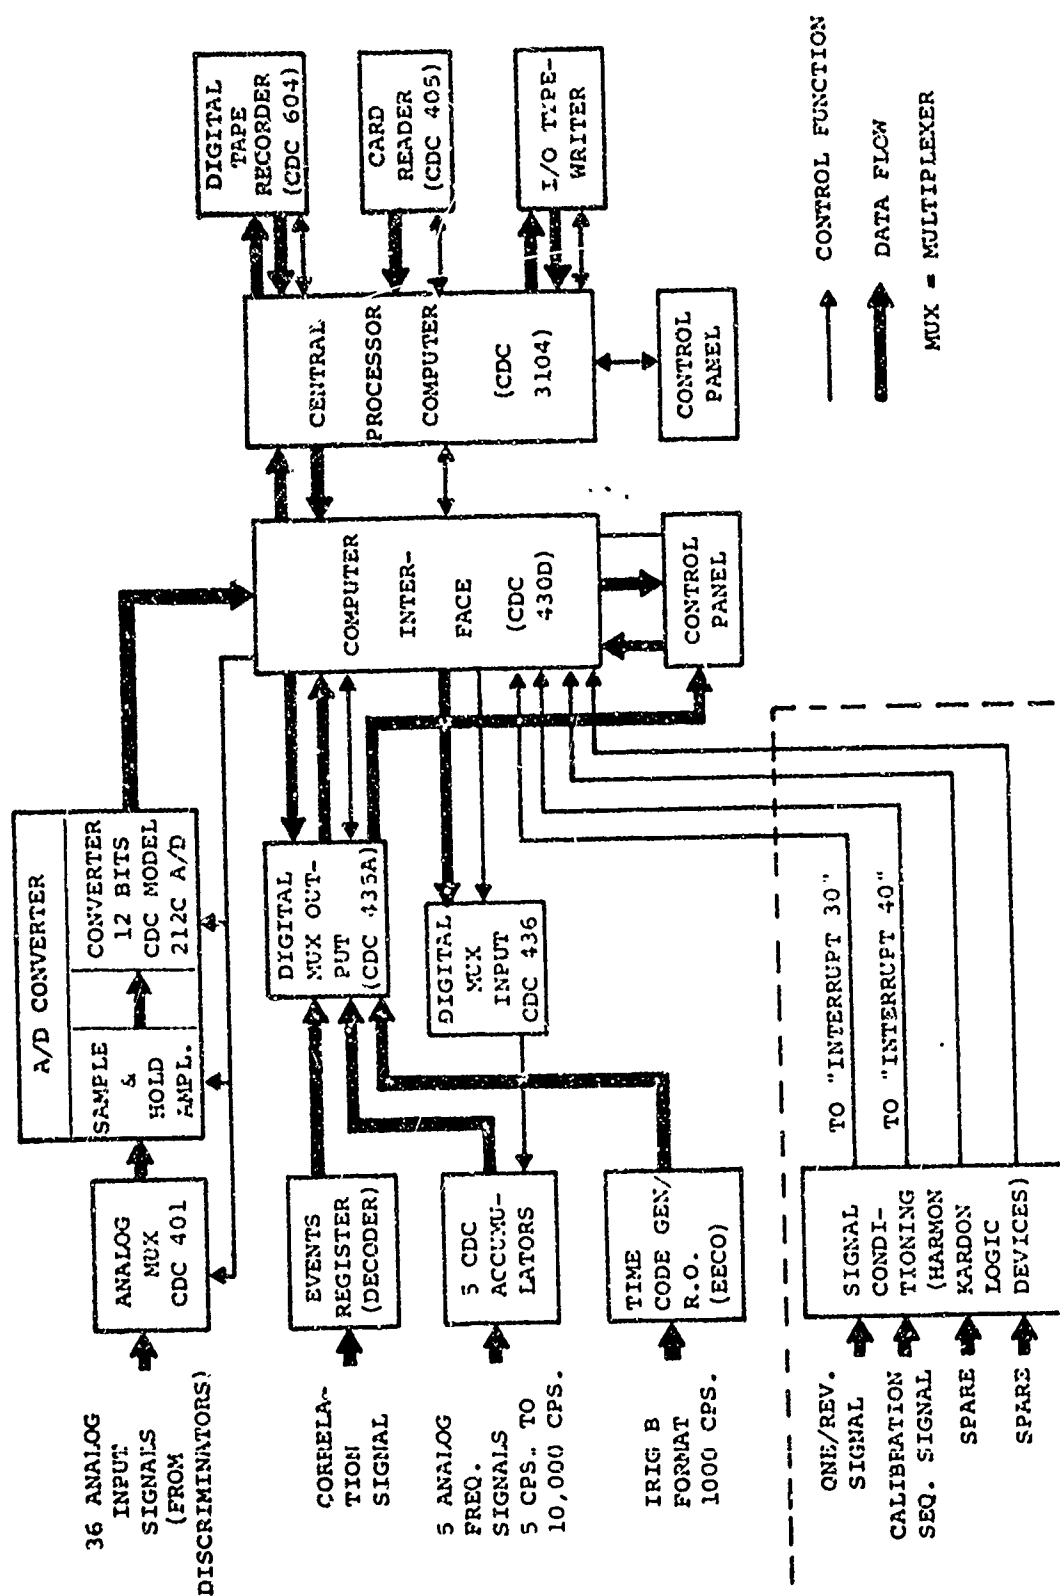 36 ANALOG
INPUT
SIGNALS
(FROM
DISCRIMINATORS)
ANALOG
MUX
CDC 401
A/D CONVERTER
SAMPLE
&
HOLD
AMPL.
CONVERTER
12 BITS
CDC MODEL
212C A/D
CORRELA-
TION
SIGNAL
EVENTS
REGISTER
(DECODER)
5 ANALOG
FREQ.
SIGNALS
5 CPS. TO
10,000 CPS.
5 CDC
ACCUMU-
LATORS
IRIG B
FORMAT
1000 CPS.
TIME
CODE GEN/
R.O.
(EECO)
DIGITAL
MUX OUT-
PUT
(CDC 435A)
DIGITAL
MUX
INPUT
CDC 436
COMPUTER
INTER-
FACE
(CDC
430D)
CONTROL
PANEL
CENTRAL
PROCESSOR
COMPUTER
(CDC
3104)
CONTROL
PANEL
DIGITAL
TAPE
RECORDER
(CDC 604)
CARD
READER
(CDC 405)
I/O TYPE-
WRITER
ONE/REV.
SIGNAL
CALIBRATION
SEQ. SIGNAL
SPARE
SPARE
SIGNAL
CONDI-
TIONING
(HARMON
KARDON
LOGIC
DEVICES)
TO "INTERRUPT 30"
TO "INTERRUPT 40"
CONTROL FUNCTION
DATA FLOW
MUX = MULTIPLEXER